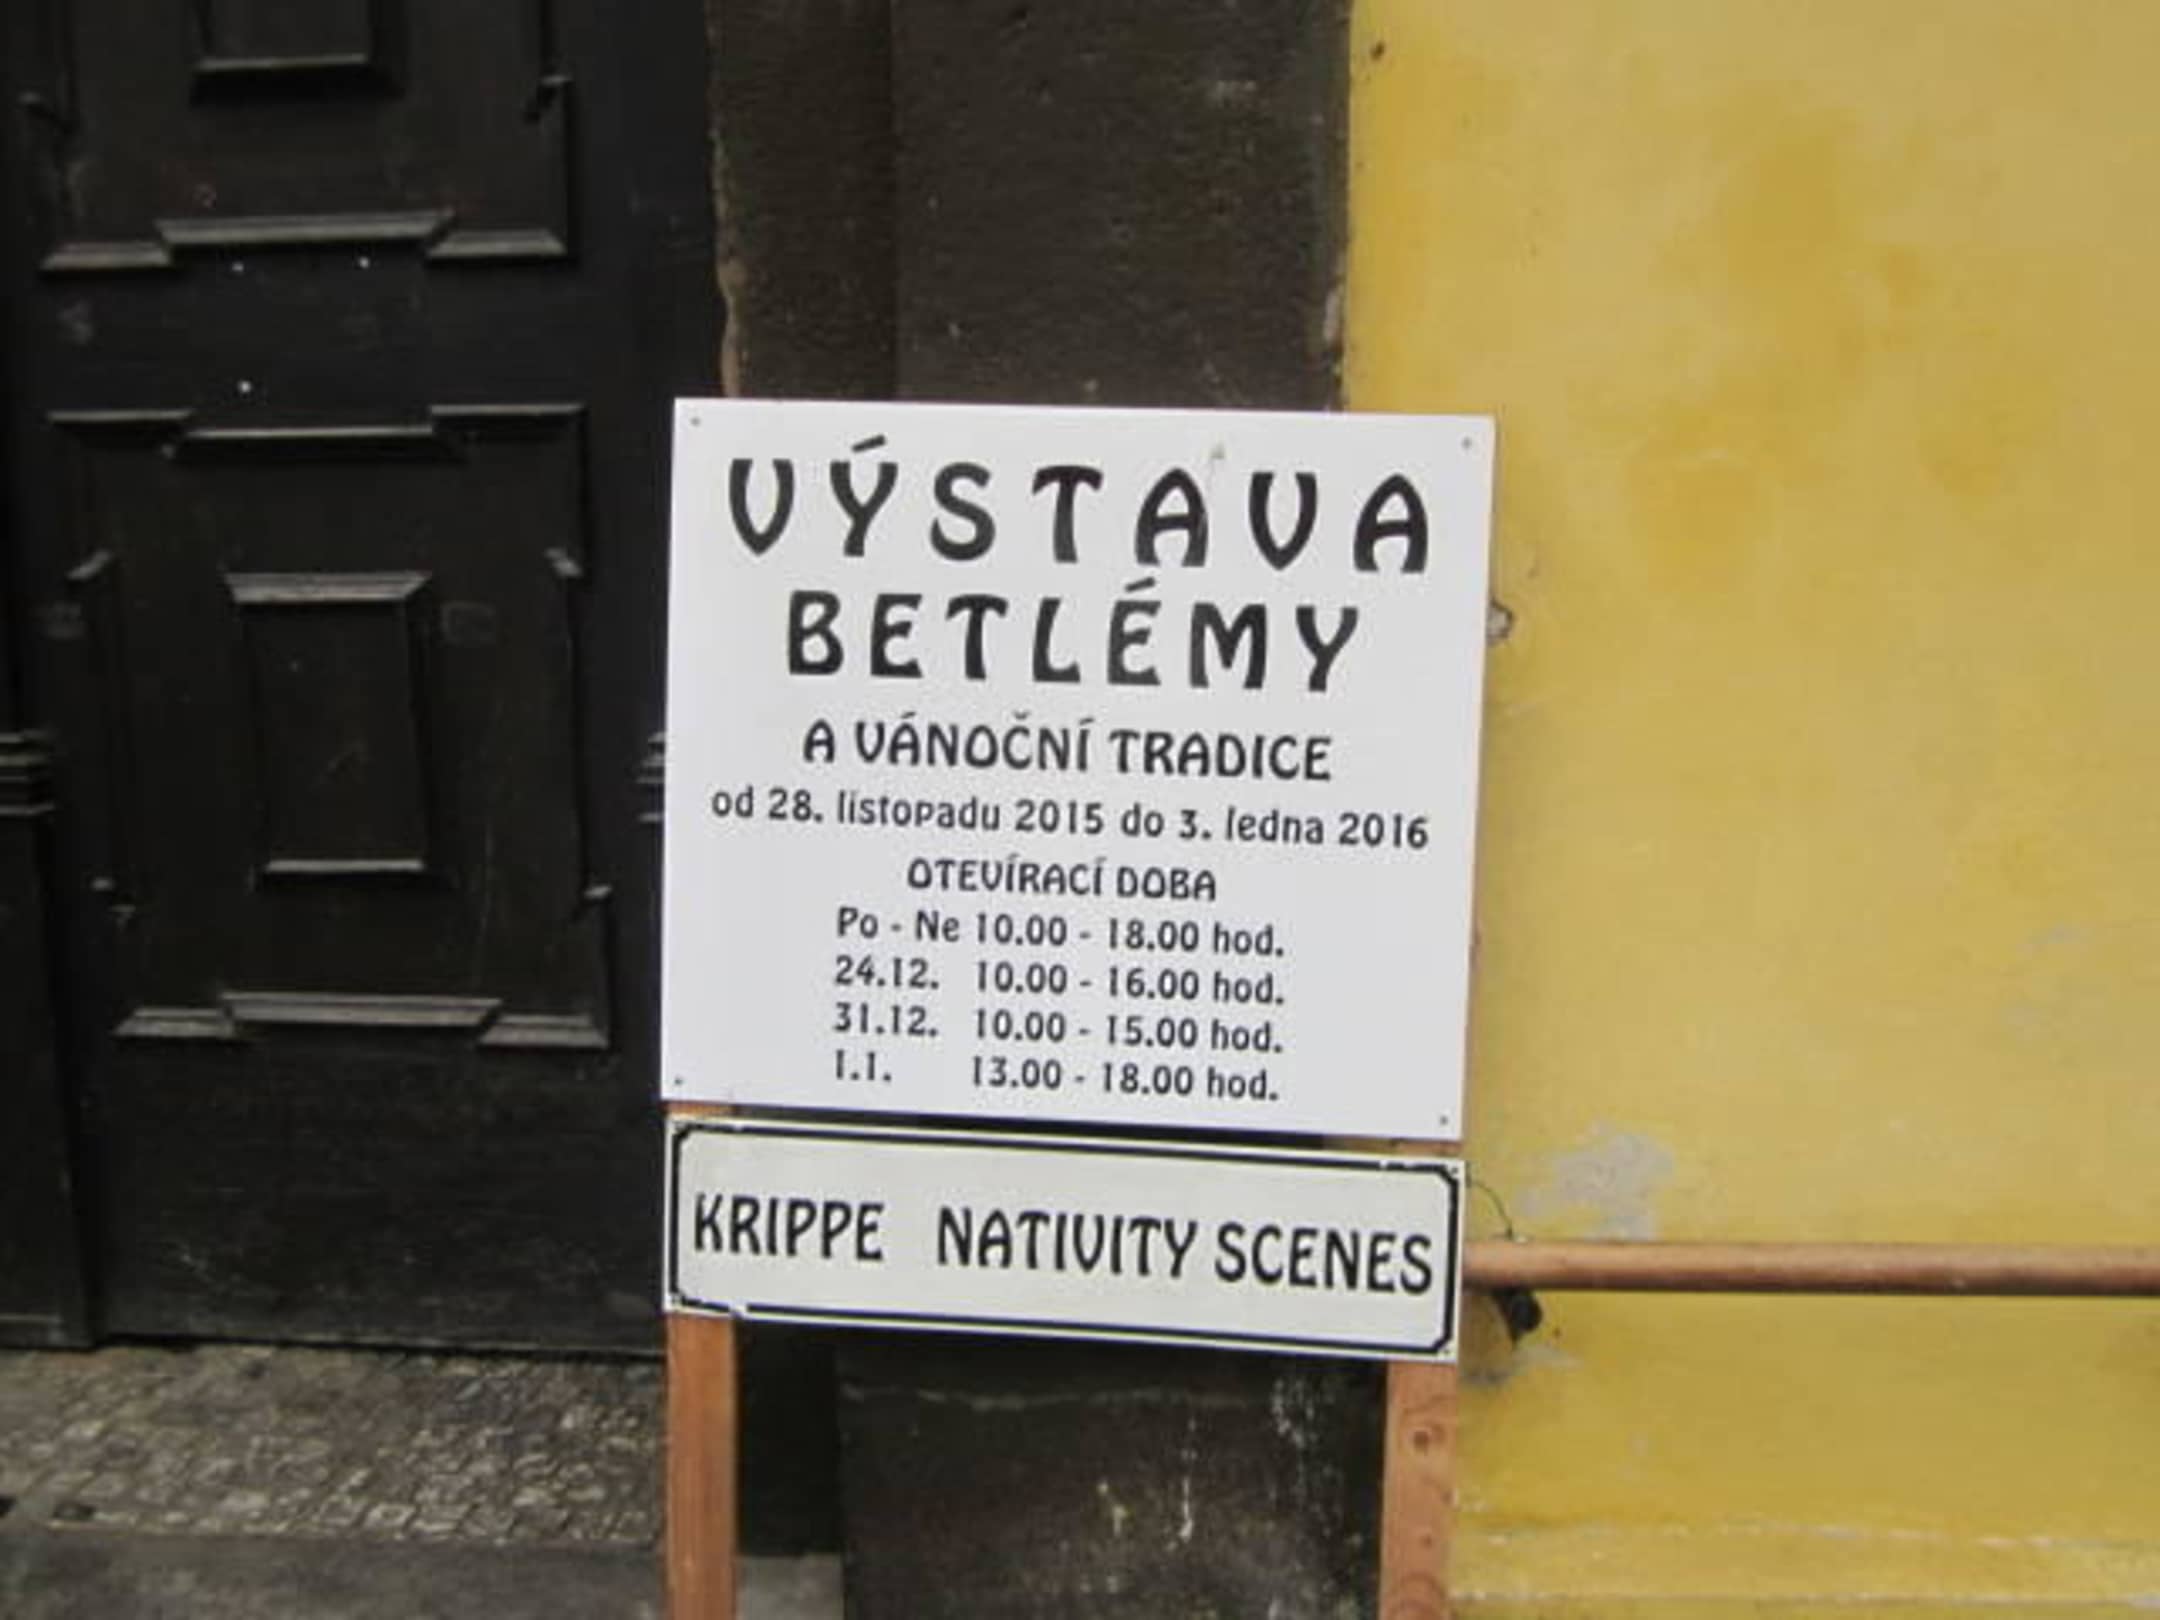 VÝSTAVA
BETLÉMY
A VÁNOČNÍ TRADICE
od 28. listopadu 2015 do 3. ledna 2016
OTEVÍRACÍ DOBA
Po - Ne 10.00 - 18.00 hod.
24.12. 10.00 - 16.00 hod.
31.12. 10.00 - 15.00 hod.
1.1. 13.00 - 18.00 hod.
KRIPPE NATIVITY SCENES